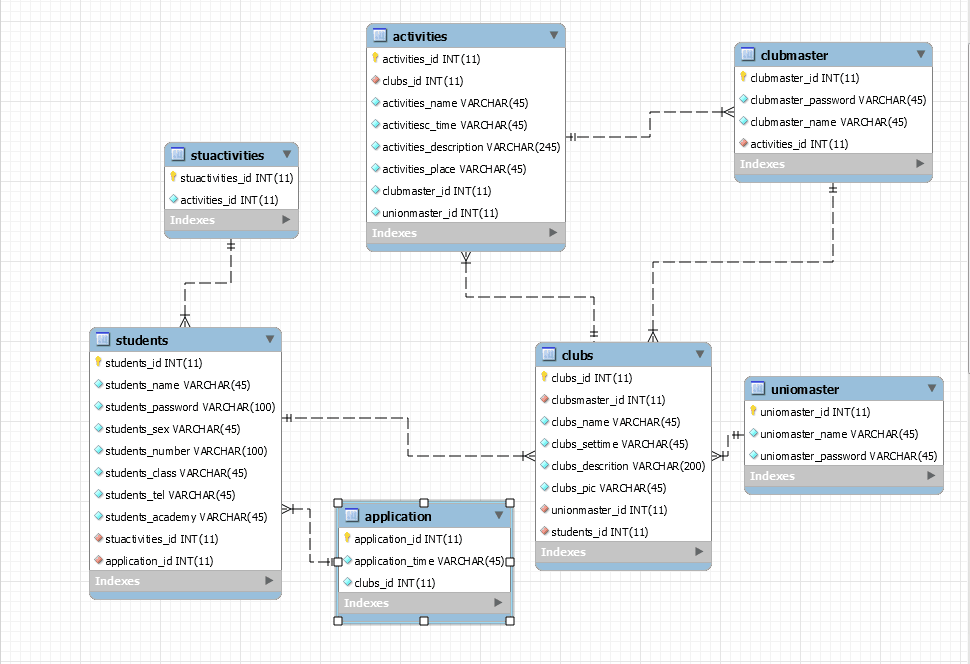 activities
activities_id INT(11)
clubs_id INT(11)
activities_name VARCHAR(45)
activitiesc_time VARCHAR(45)
activities_description VARCHAR(245)
activities_place VARCHAR(45)
clubmaster_id INT(11)
unionmaster_id INT(11)
Indexes
clubmaster
clubmaster_id INT(11)
clubmaster_password VARCHAR(45)
clubmaster_name VARCHAR(45)
activities_id INT(11)
Indexes
stuactivities
stuactivities_id INT(11)
activities_id INT(11)
Indexes
students
students_id INT(11)
students_name VARCHAR(45)
students_password VARCHAR(100)
students_sex VARCHAR(45)
students_number VARCHAR(100)
students_class VARCHAR(45)
students_tel VARCHAR(45)
students_academy VARCHAR(45)
stuactivities_id INT(11)
application_id INT(11)
Indexes
clubs
clubs_id INT(11)
clubsmaster_id INT(11)
clubs_name VARCHAR(45)
clubs_settime VARCHAR(45)
clubs_descrition VARCHAR(200)
clubs_pic VARCHAR(45)
unionmaster_id INT(11)
students_id INT(11)
Indexes
uniomaster
uniomaster_id INT(11)
uniomaster_name VARCHAR(45)
uniomaster_password VARCHAR(45)
Indexes
application
application_id INT(11)
application_time VARCHAR(45)
clubs_id INT(11)
Indexes